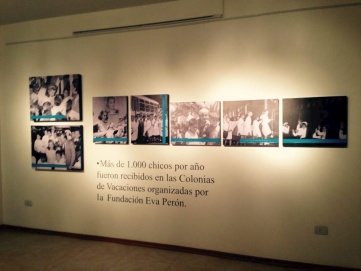 •Más de 1.000 chicos por año
fueron recibidos en las Colonias
de Vacaciones organizadas por
la Fundación Eva Perón.